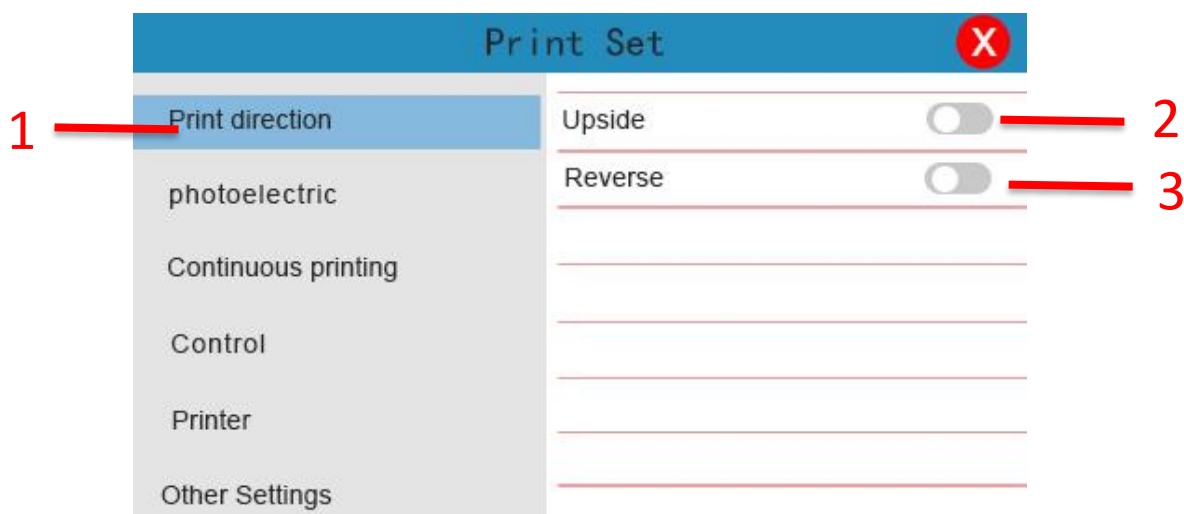 Print Set
X
1
Print direction
Upside
2
Reverse
3
photoelectric
Continuous printing
Control
Printer
Other Settings